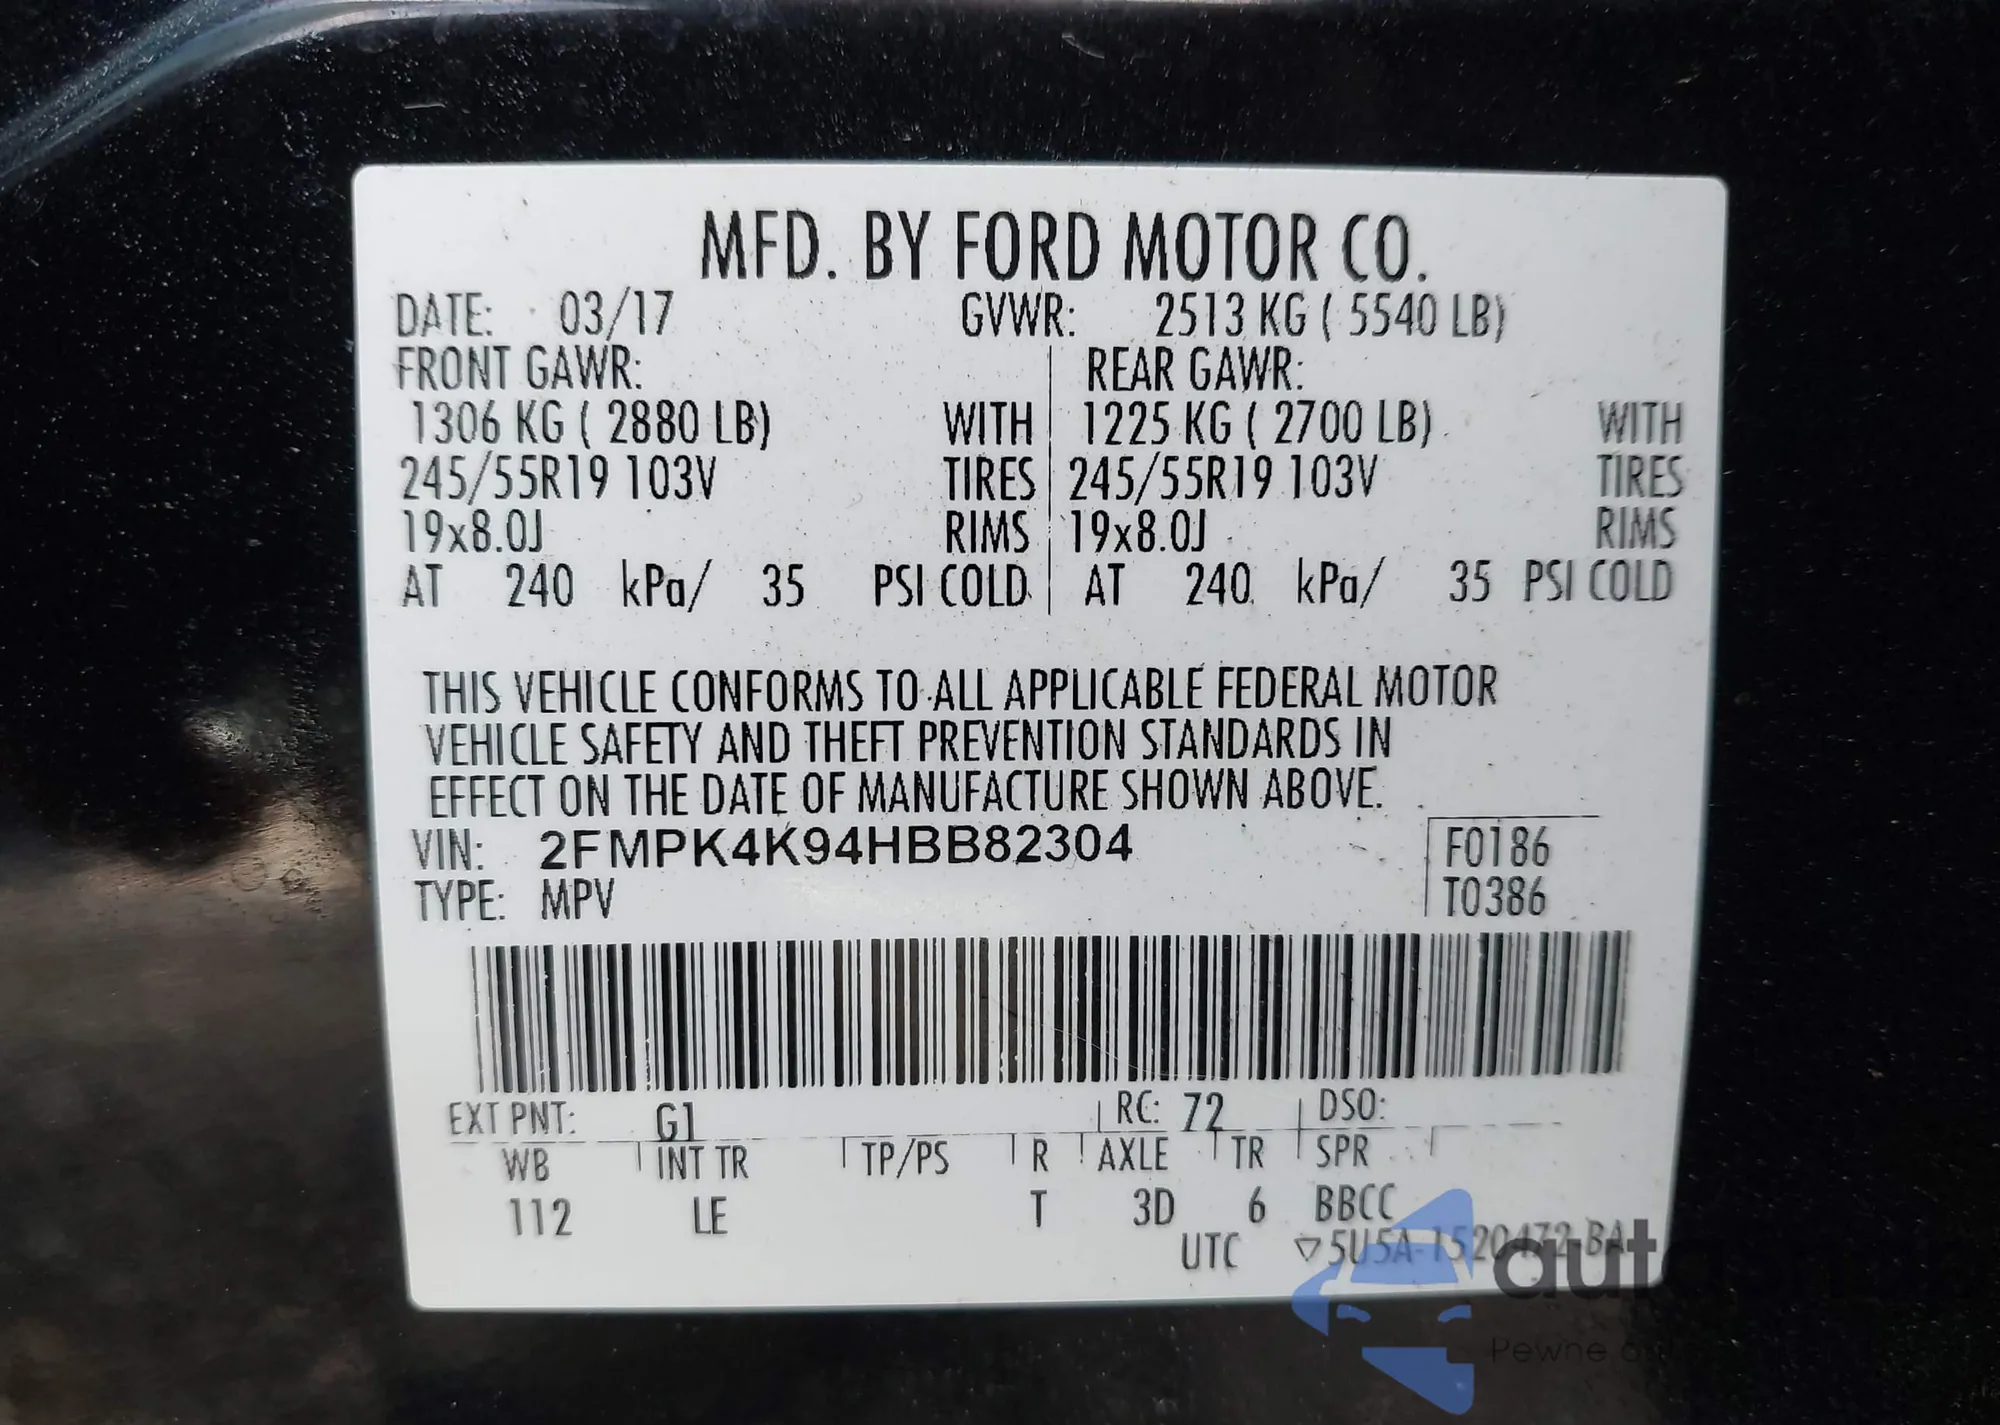 MFD. BY FORD MOTOR CO.
DATE: 03/17 GVWR: 2513 KG ( 5540 LB)
FRONT GAWR: REAR GAWR:
1306 KG ( 2880 LB) WITH 1225 KG ( 2700 LB) WITH
245/55R19 103V TIRES 245/55R19 103V TIRES
19x8.0J RIMS 19x8.0J RIMS
AT 240 kPa/ 35 PSI COLD AT 240 kPa/ 35 PSI COLD
THIS VEHICLE CONFORMS TO ALL APPLICABLE FEDERAL MOTOR
VEHICLE SAFETY AND THEFT PREVENTION STANDARDS IN
EFFECT ON THE DATE OF MANUFACTURE SHOWN ABOVE.
VIN: 2FMPK4K94HBB82304 F0186
TYPE: MPV T0386
EXT PNT: G1 RC: 72 DSO:
WB INT TR TP/PS R AXLE TR SPR
112 LE T 3D 6 BBCC
UTC ▽5U5A-1520472-BA
Pewne